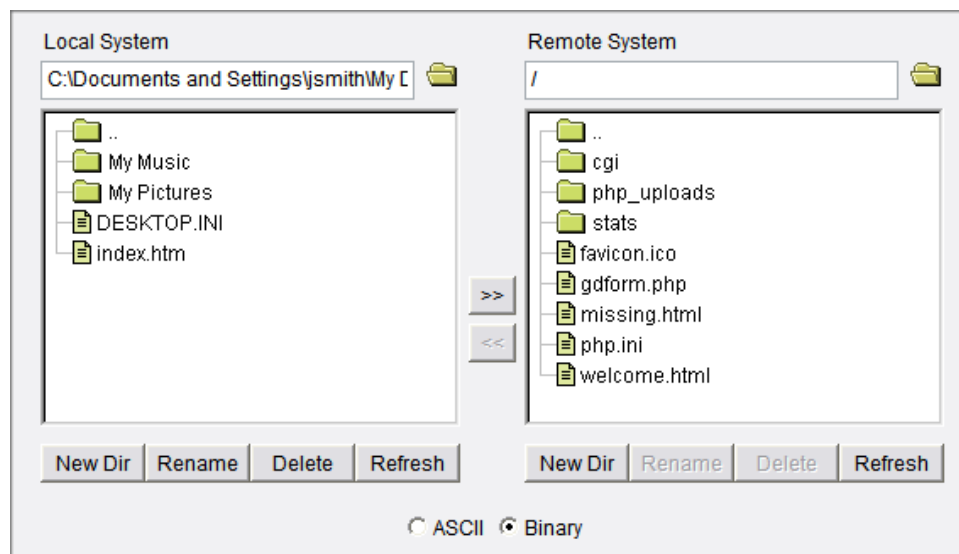 Local System
C:\Documents and Settings\jsmith\My D
..
My Music
My Pictures
DESKTOP.INI
index.htm
New Dir Rename Delete Refresh
>>
<<
Remote System
/
..
cgi
php_uploads
stats
favicon.ico
gdform.php
missing.html
php.ini
welcome.html
New Dir Rename Delete Refresh
ASCII Binary